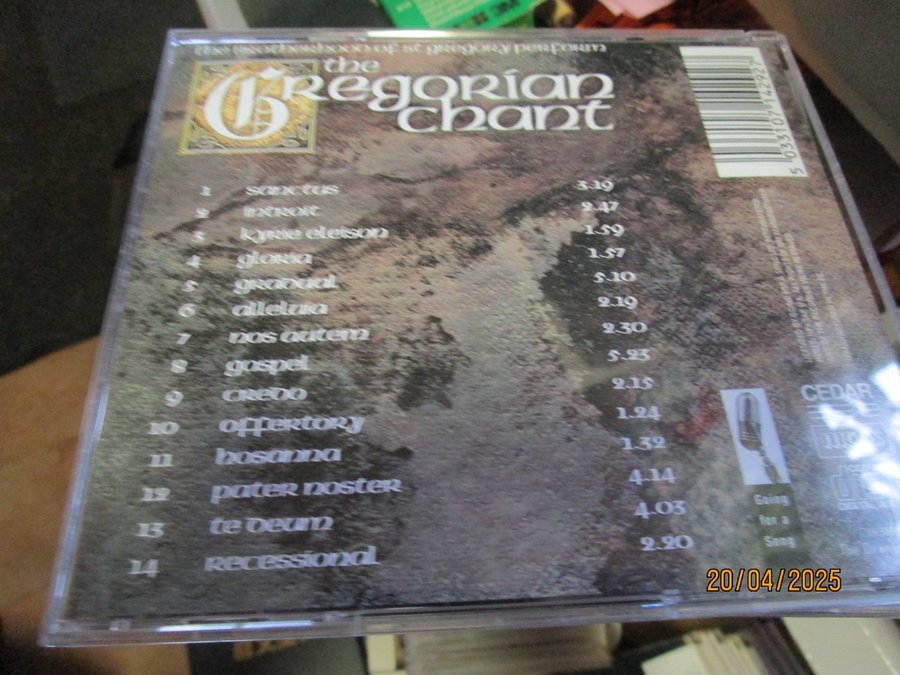 the brotherhood of st gregory perform
the
Gregorian
chant
1 sanctus 3.19
2 introit 2.47
3 kyrie eleison 1.59
4 gloria 1.57
5 gradual 5.10
6 alleluia 2.19
7 nos autem 2.30
8 gospel 5.23
9 credo 2.15
10 offertory 1.24
11 hosanna 1.32
12 pater noster 4.14
13 te deum 4.03
14 recessional 2.20
5 033107 142927
CEDAR
Going
for a
Song
20/04/2025